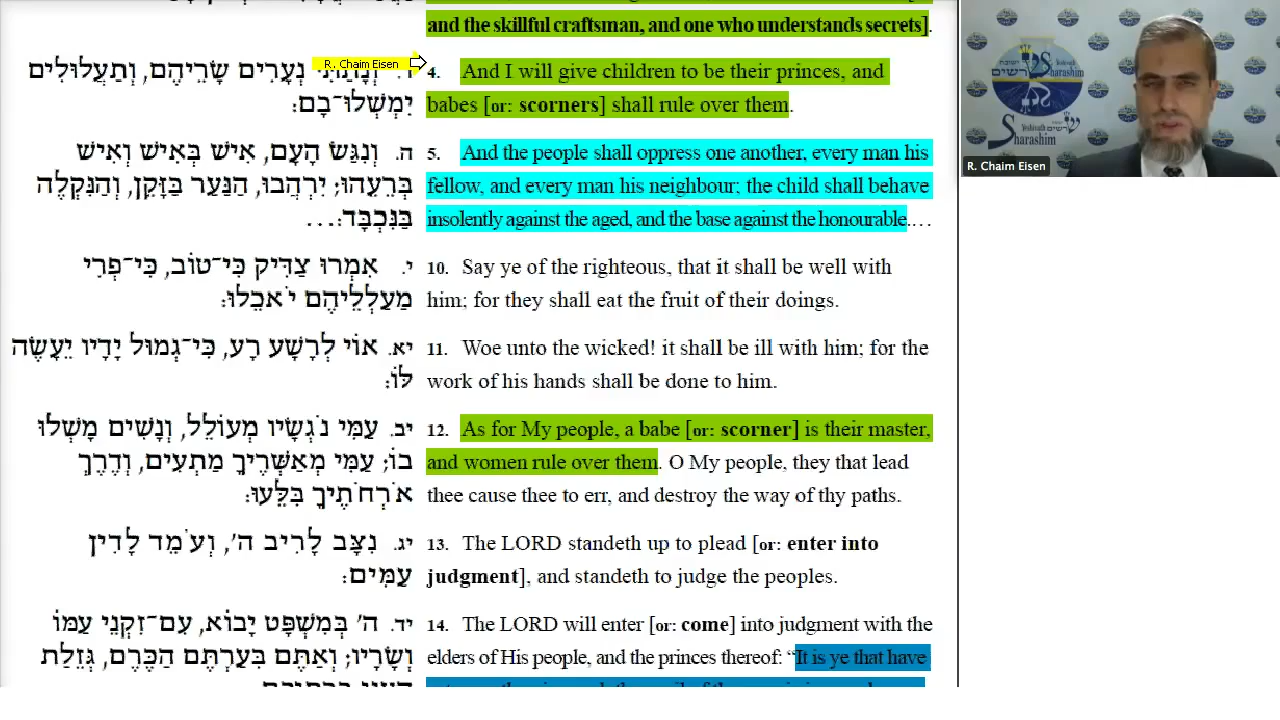 and the skillful craftsman, and one who understands secrets].
4. And I will give children to be their princes, and
babes [or: scorners] shall rule over them.
נְעָרִים שָׂרֵיהֶם, וְתַעֲלוּלִים
יִמְשְׁלוּ־בָם:
R. Chaim Eisen
5. And the people shall oppress one another, every man his
fellow, and every man his neighbour; the child shall behave
insolently against the aged, and the base against the honourable.…
ה. וְנִגַּשׂ הָעָם, אִישׁ בְּאִישׁ וְאִישׁ
בְּרֵעֵהוּ; יִרְהֲבוּ, הַנַּעַר בַּזָּקֵן, וְהַנִּקְלֶה
בַּנִּכְבָּד:…
10. Say ye of the righteous, that it shall be well with
him; for they shall eat the fruit of their doings.
י. אִמְרוּ צַדִּיק כִּי־טוֹב, כִּי־פְרִי
מַעַלְלֵיהֶם יֹאכֵלוּ:
11. Woe unto the wicked! it shall be ill with him; for the
work of his hands shall be done to him.
יא. אוֹי לְרָשָׁע רָע, כִּי־גְמוּל יָדָיו יֵעָשֶׂה
לּוֹ:
12. As for My people, a babe [or: scorner] is their master,
and women rule over them. O My people, they that lead
thee cause thee to err, and destroy the way of thy paths.
יב. עַמִּי נֹגְשָׂיו מְעוֹלֵל, וְנָשִׁים מָשְׁלוּ
בוֹ; עַמִּי מְאַשְּׁרֶיךָ מַתְעִים, וְדֶרֶךְ
אֹרְחֹתֶיךָ בִּלֵּעוּ:
13. The LORD standeth up to plead [or: enter into
judgment], and standeth to judge the peoples.
יג. נִצָּב לָרִיב ה', וְעֹמֵד לָדִין
עַמִּים:
14. The LORD will enter [or: come] into judgment with the
elders of His people, and the princes thereof: “It is ye that have
יד. ה' בְּמִשְׁפָּט יָבוֹא, עִם־זִקְנֵי עַמּוֹ
וְשָׂרָיו; וְאַתֶּם בִּעַרְתֶּם הַכֶּרֶם, גְּזֵלַת
Yeshivath
Sharashim
שרשים
R. Chaim Eisen